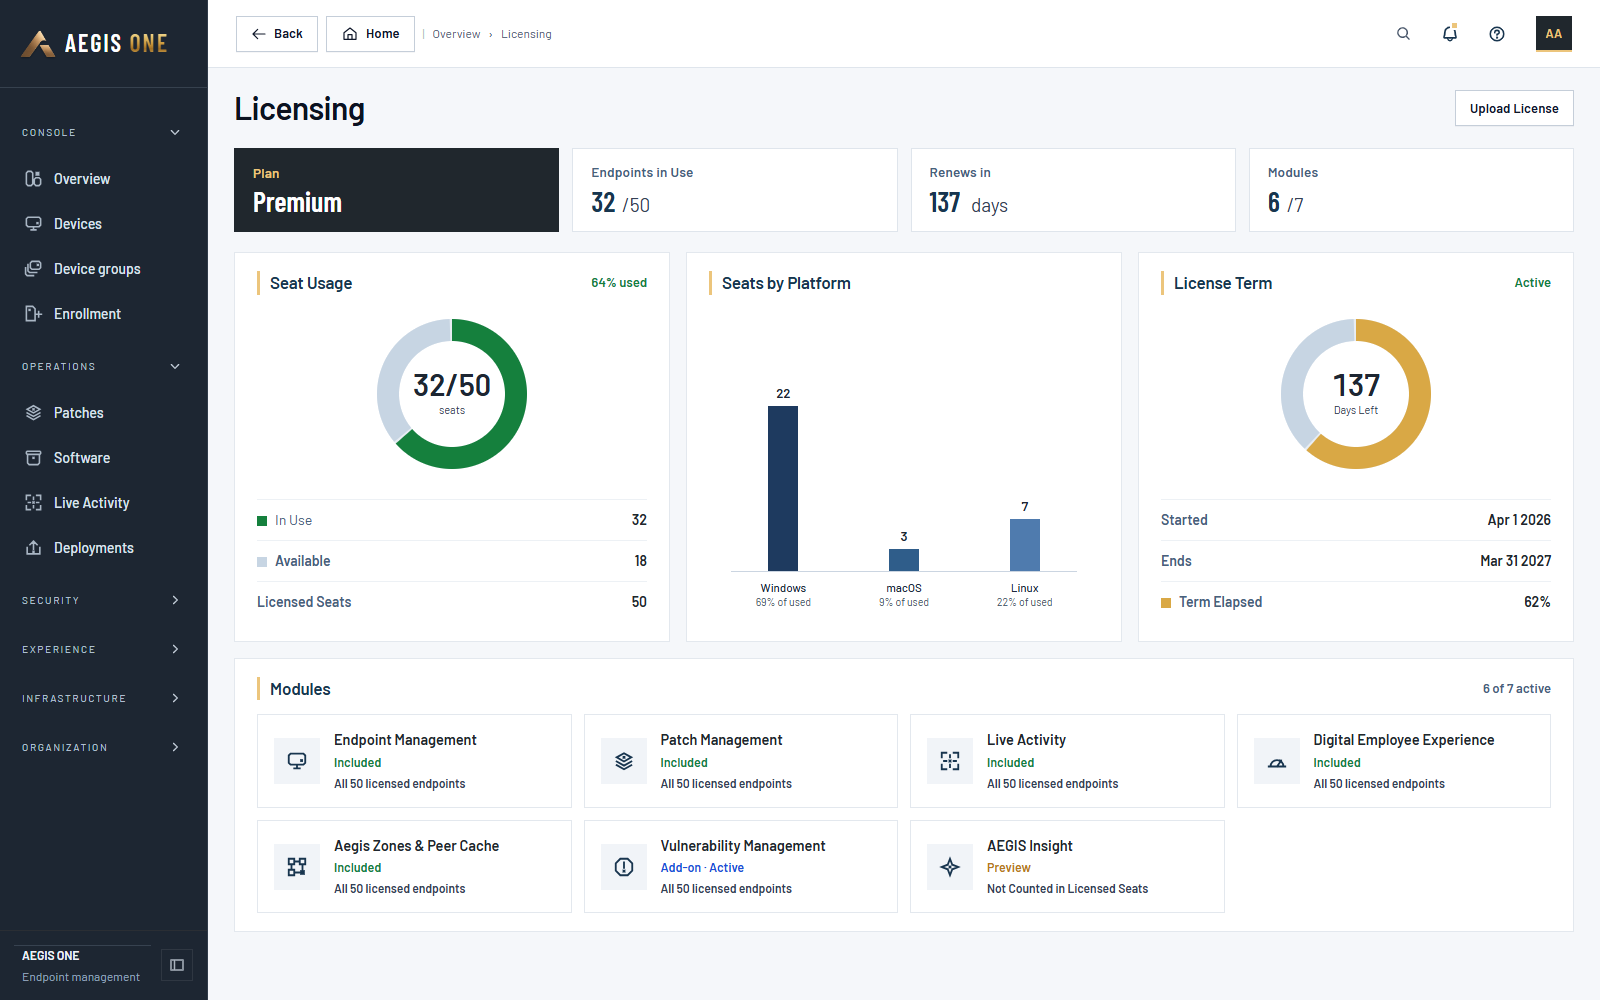 AEGIS ONE
Back
Home
Overview › Licensing
AA
CONSOLE
Overview
Devices
Device groups
Enrollment
OPERATIONS
Patches
Software
Live Activity
Deployments
SECURITY
EXPERIENCE
INFRASTRUCTURE
ORGANIZATION
AEGIS ONE
Endpoint management
Licensing
Upload License
Plan
Premium
Endpoints in Use
32 /50
Renews in
137 days
Modules
6 /7
Seat Usage
64% used
32/50
seats
In Use 32
Available 18
Licensed Seats 50
Seats by Platform
22
3
7
Windows
69% of used
macOS
9% of used
Linux
22% of used
License Term
Active
137
Days Left
Started Apr 1 2026
Ends Mar 31 2027
Term Elapsed 62%
Modules
6 of 7 active
Endpoint Management
Included
All 50 licensed endpoints
Patch Management
Included
All 50 licensed endpoints
Live Activity
Included
All 50 licensed endpoints
Digital Employee Experience
Included
All 50 licensed endpoints
Aegis Zones & Peer Cache
Included
All 50 licensed endpoints
Vulnerability Management
Add-on · Active
All 50 licensed endpoints
AEGIS Insight
Preview
Not Counted in Licensed Seats